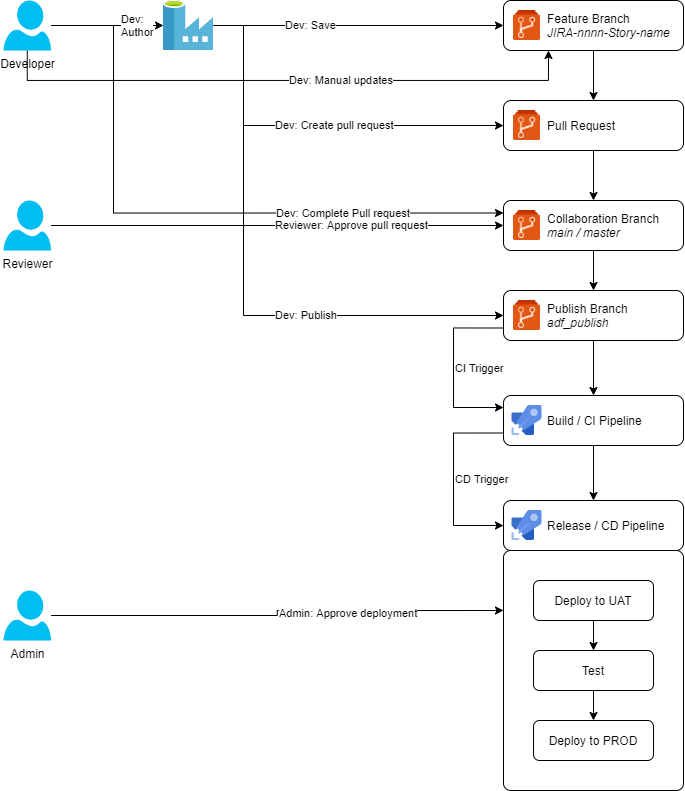 Dev:
Author
Dev: Save
Feature Branch
JIRA-nnnn-Story-name
Developer
Dev: Manual updates
Dev: Create pull request
Pull Request
Dev: Complete Pull request
Reviewer: Approve pull request
Collaboration Branch
main / master
Reviewer
Dev: Publish
Publish Branch
adf_publish
CI Trigger
Build / CI Pipeline
CD Trigger
Release / CD Pipeline
Admin: Approve deployment
Admin
Deploy to UAT
Test
Deploy to PROD